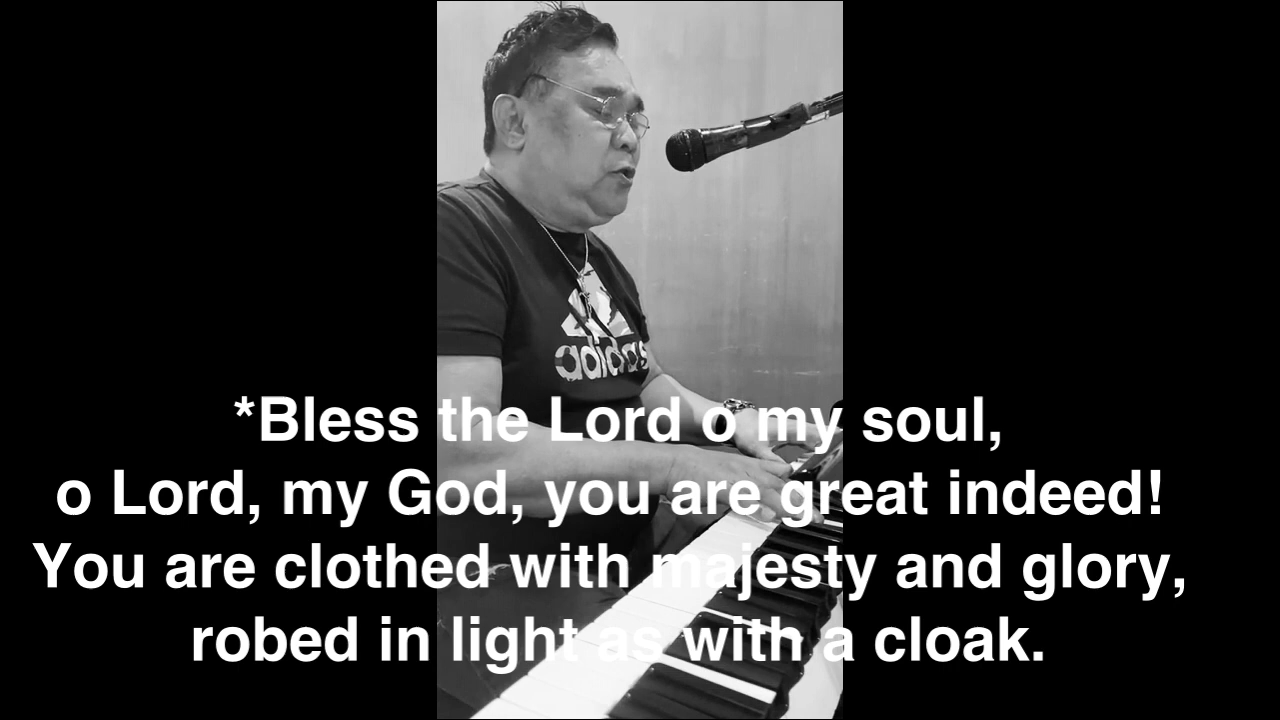 adidas
*Bless the Lord o my soul,
o Lord, my God, you are great indeed!
You are clothed with majesty and glory,
robed in light as with a cloak.